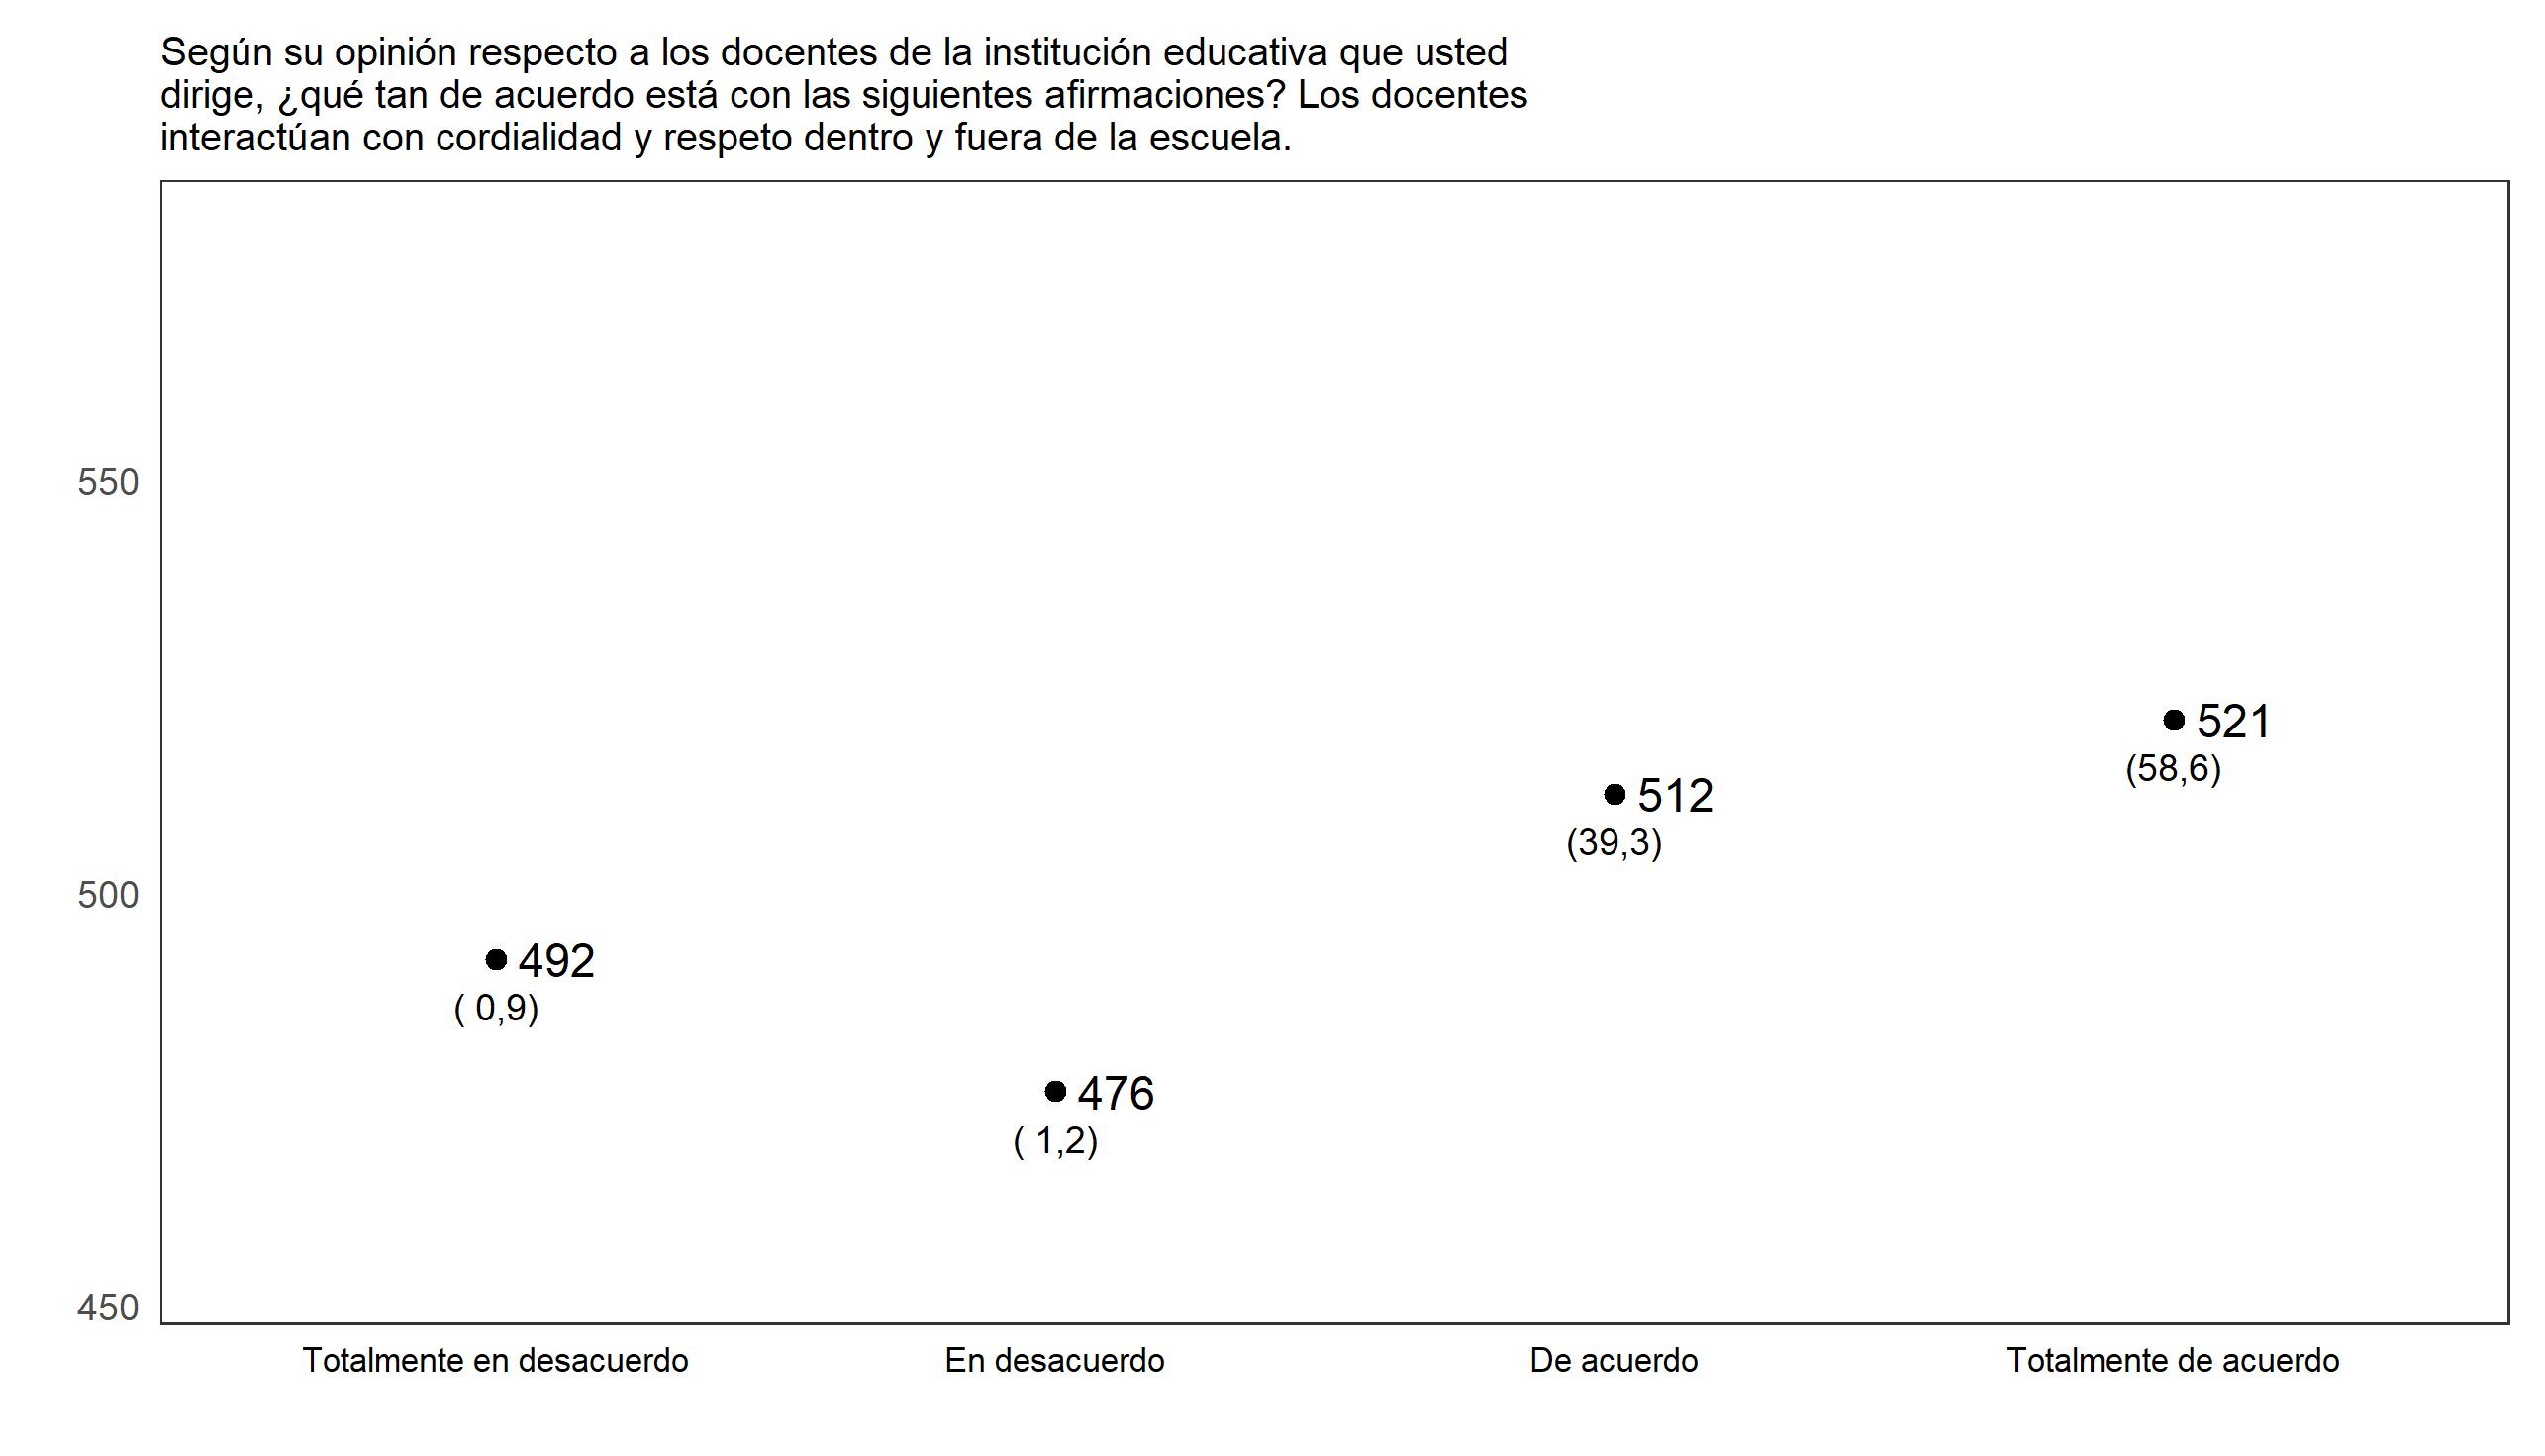 Según su opinión respecto a los docentes de la institución educativa que usted
dirige, ¿qué tan de acuerdo está con las siguientes afirmaciones? Los docentes
interactúan con cordialidad y respeto dentro y fuera de la escuela.
550
500
450
492
( 0,9)
476
( 1,2)
512
(39,3)
521
(58,6)
Totalmente en desacuerdo
En desacuerdo
De acuerdo
Totalmente de acuerdo